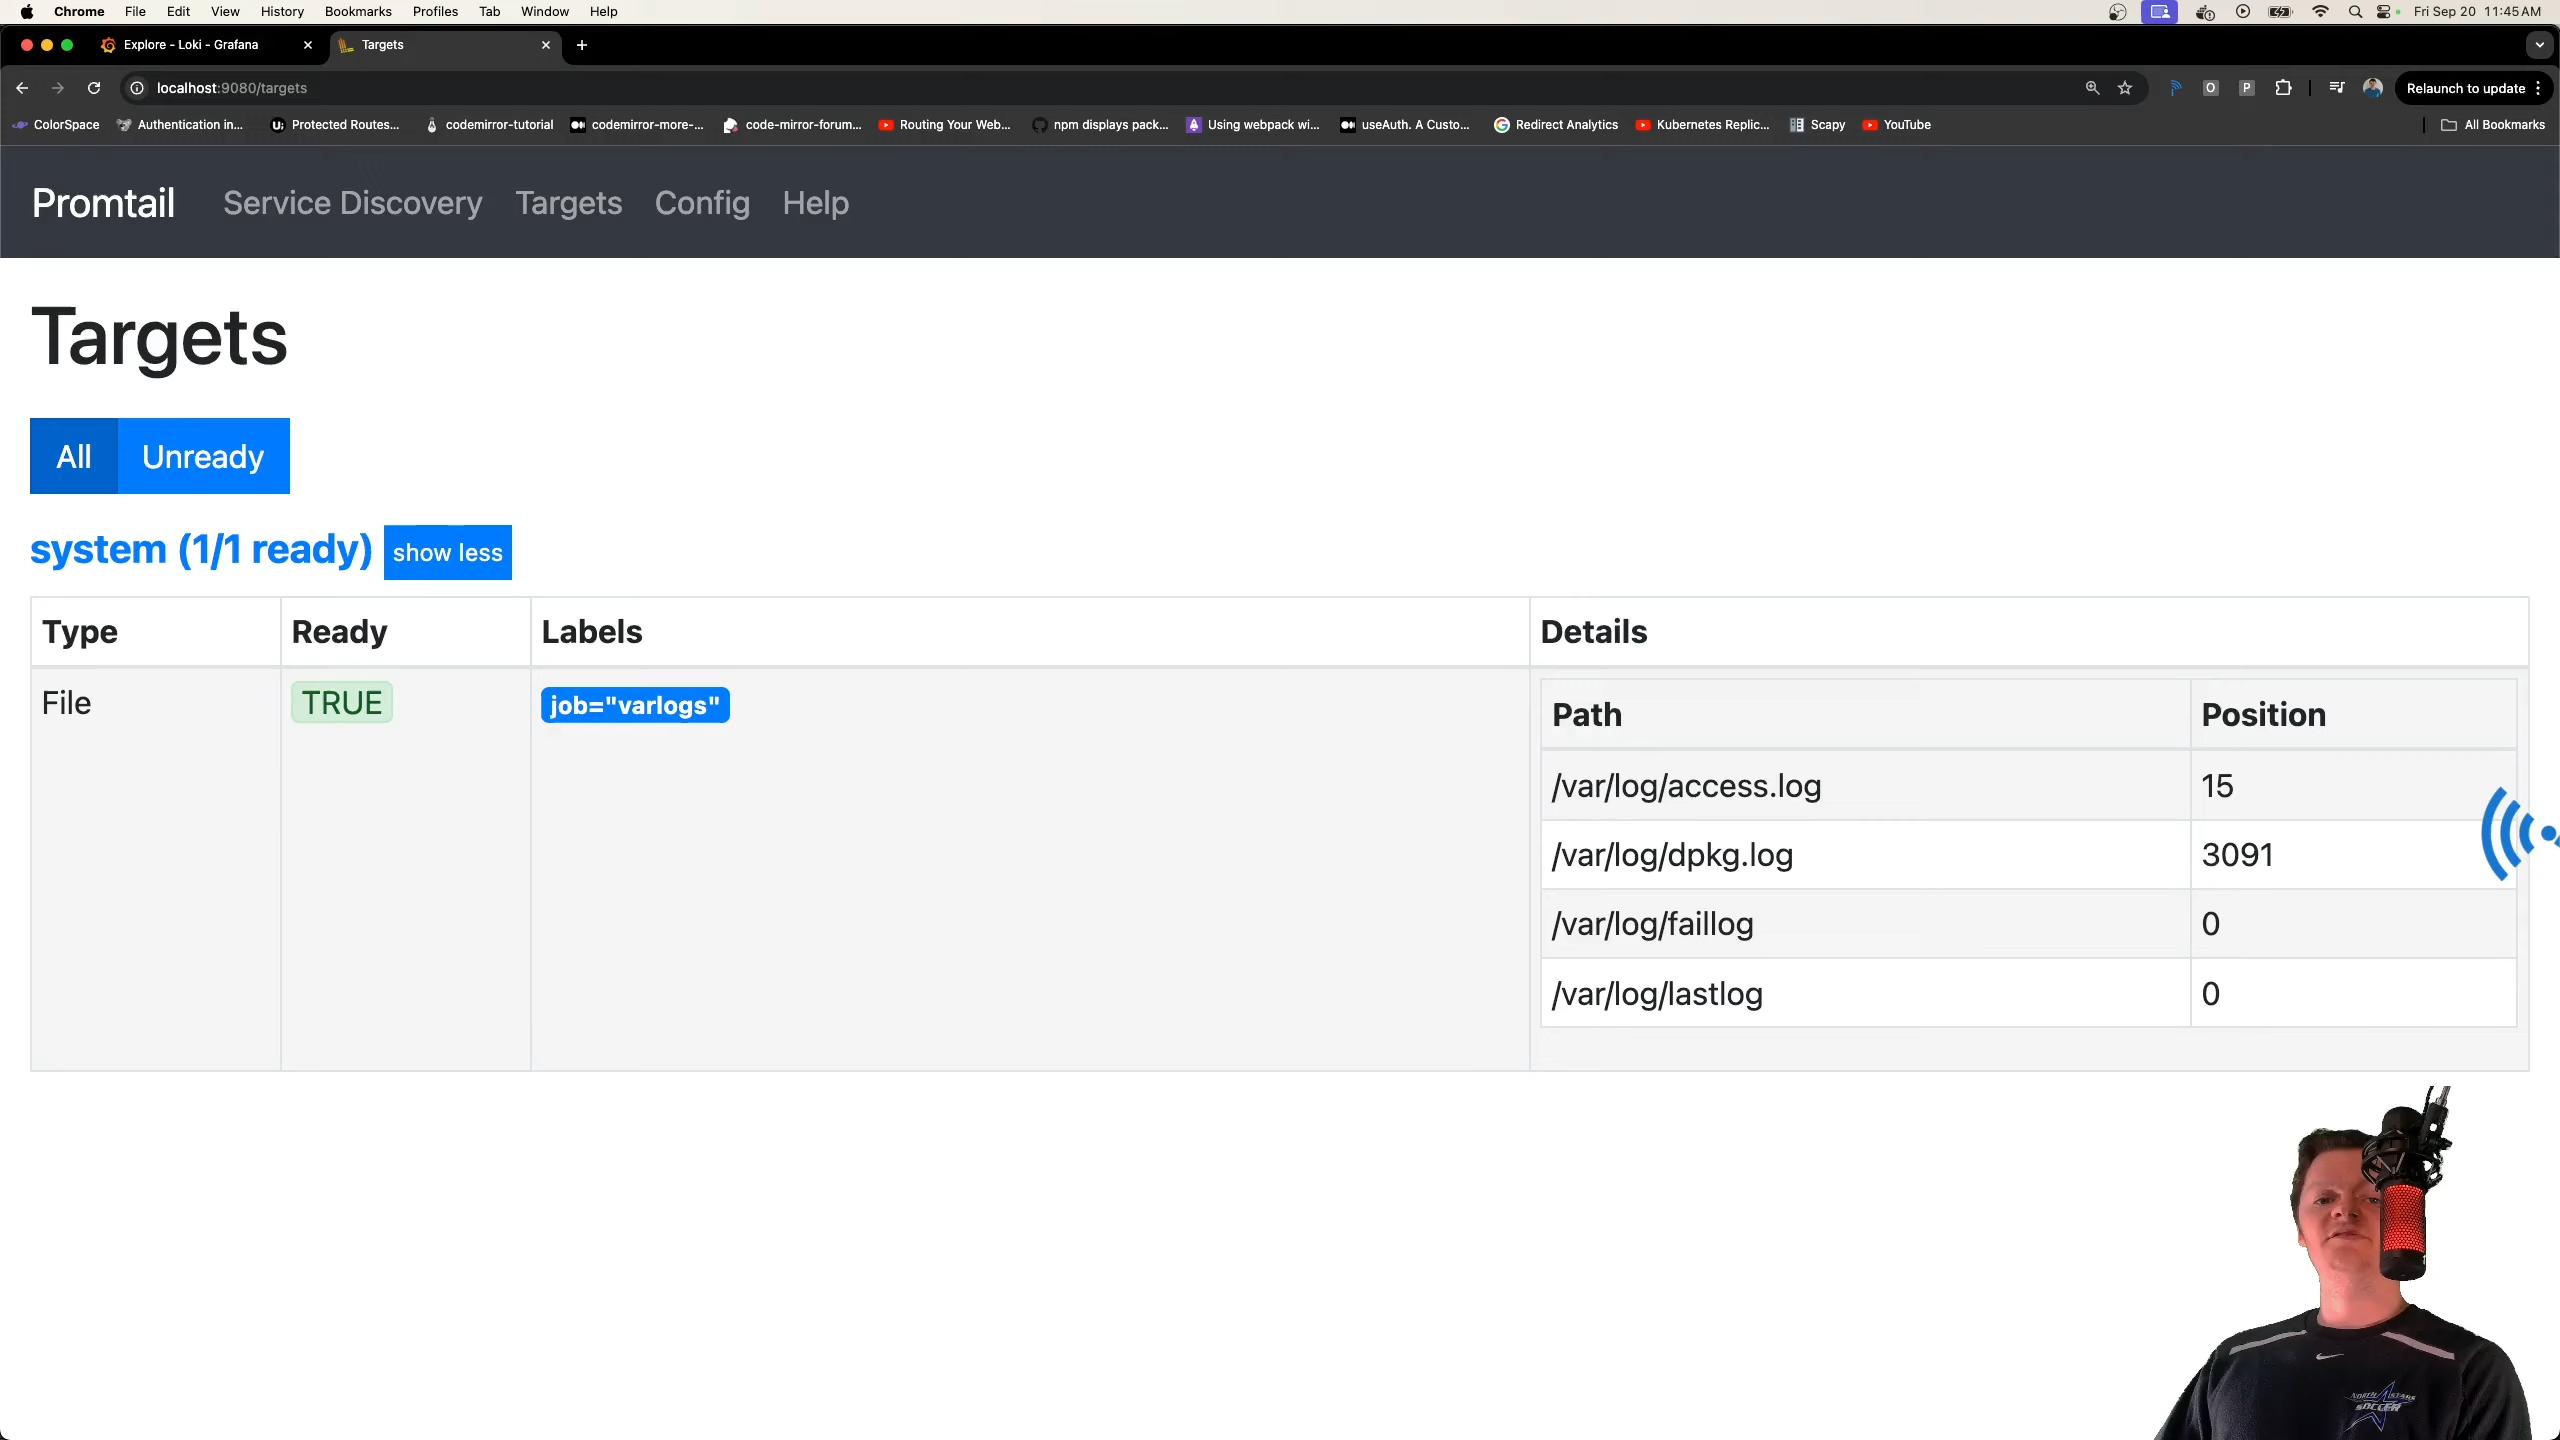 Chrome File Edit View History Bookmarks Profiles Tab Window Help Fri Sep 20 11:45 AM
Explore - Loki - Grafana Targets
localhost:9080/targets Relaunch to update
ColorSpace Authentication in... Protected Routes... codemirror-tutorial codemirror-more-... code-mirror-forum... Routing Your Web... npm displays pack... Using webpack wi... useAuth. A Custo... Redirect Analytics Kubernetes Replic... Scapy YouTube All Bookmarks
Promtail Service Discovery Targets Config Help
Targets
All Unready
system (1/1 ready) show less
Type Ready Labels Details
File TRUE job="varlogs"
Path Position
/var/log/access.log 15
/var/log/dpkg.log 3091
/var/log/faillog 0
/var/log/lastlog 0
NORTH STARS
SOCCER